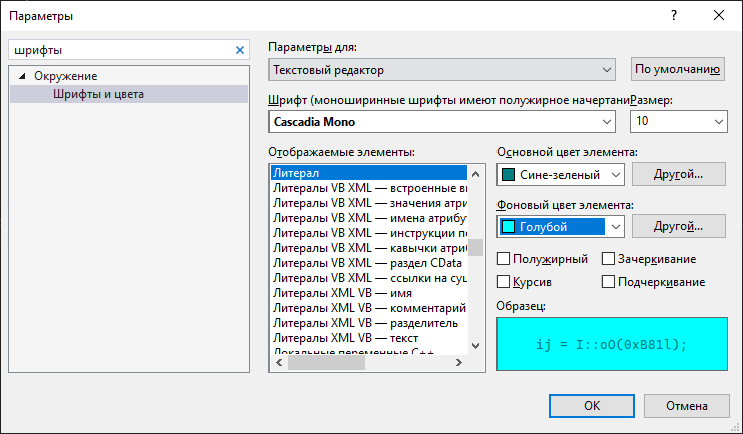 Параметры
?
шрифты
Окружение
Шрифты и цвета
Параметры для:
Текстовый редактор
По умолчанию
Шрифт (моноширинные шрифты имеют полужирное начертани
Размер:
Cascadia Mono
10
Отображаемые элементы:
Литерал
Литералы VB XML — встроенные в
Литералы VB XML — значения атри
Литералы VB XML — имена атрибу
Литералы VB XML — инструкции по
Литералы VB XML — кавычки атриб
Литералы VB XML — раздел CData
Литералы VB XML — ссылки на сущ
Литералы XML VB — имя
Литералы XML VB — комментарий
Литералы XML VB — разделитель
Литералы XML VB — текст
Локальные переменные C++
Основной цвет элемента:
Сине-зеленый
Другой...
Фоновый цвет элемента:
Голубой
Другой...
Полужирный
Зачеркивание
Курсив
Подчеркивание
Образец:
ij = I::oO(0xB81l);
ОК
Отмена